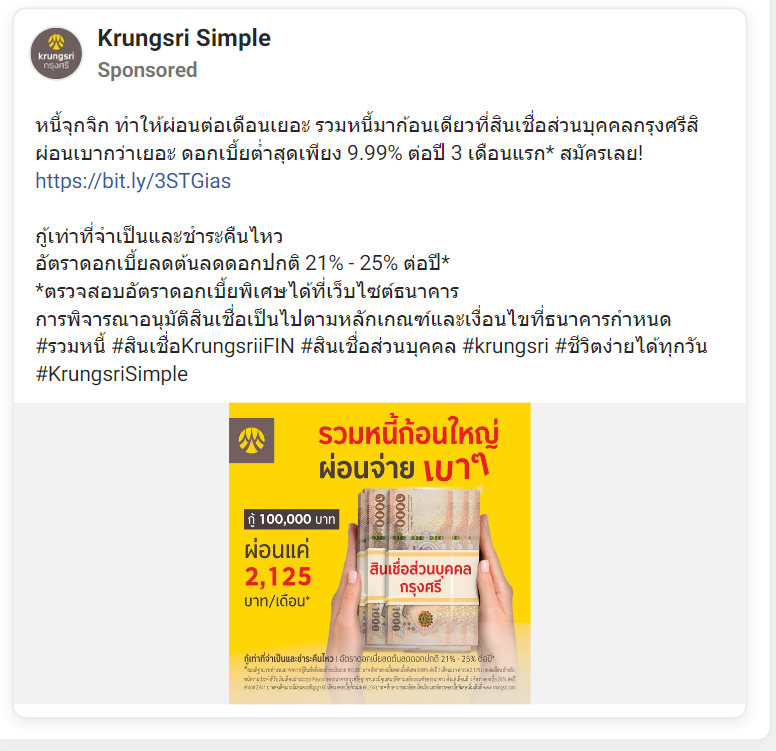 Krungsri Simple
krungsri
กรุงศรี
Sponsored
หนี้จุกจิก ทำให้ผ่อนต่อเดือนเยอะ รวมหนี้มาก้อนเดียวที่สินเชื่อส่วนบุคคลกรุงศรีสิ
ผ่อนเบากว่าเยอะ ดอกเบี้ยต่ำสุดเพียง 9.99% ต่อปี 3 เดือนแรก* สมัครเลย!
https://bit.ly/3STGias
กู้เท่าที่จำเป็นและชำระคืนไหว
อัตราดอกเบี้ยลดต้นลดดอกปกติ 21% - 25% ต่อปี*
*ตรวจสอบอัตราดอกเบี้ยพิเศษได้ที่เว็บไซต์ธนาคาร
การพิจารณาอนุมัติสินเชื่อเป็นไปตามหลักเกณฑ์และเงื่อนไขที่ธนาคารกำหนด
#รวมหนี้ #สินเชื่อKrungsriiFIN #สินเชื่อส่วนบุคคล #krungsri #ชีวิตง่ายได้ทุกวัน
#KrungsriSimple
รวมหนี้ก้อนใหญ่
ผ่อนจ่าย เบาๆ
กู้ 100,000 บาท
ผ่อนแค่
2,125
บาท/เดือน*
1000
1000
สินเชื่อส่วนบุคคล
กรุงศรี
กู้เท่าที่จำเป็นและชำระคืนไหว | อัตราดอกเบี้ยลดต้นลดดอกปกติ 21% - 25% ต่อปี*